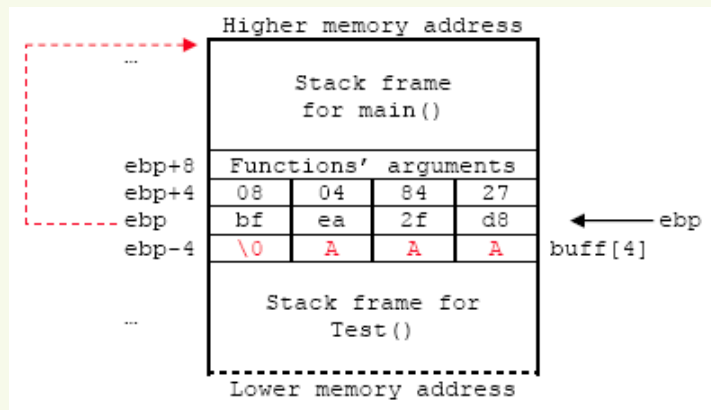 Higher memory address
…
Stack frame
for main()
ebp+8 Functions' arguments
ebp+4 08 04 84 27
ebp bf ea 2f d8 ebp
ebp-4 \0 A A A buff[4]
Stack frame for
… Test()
Lower memory address